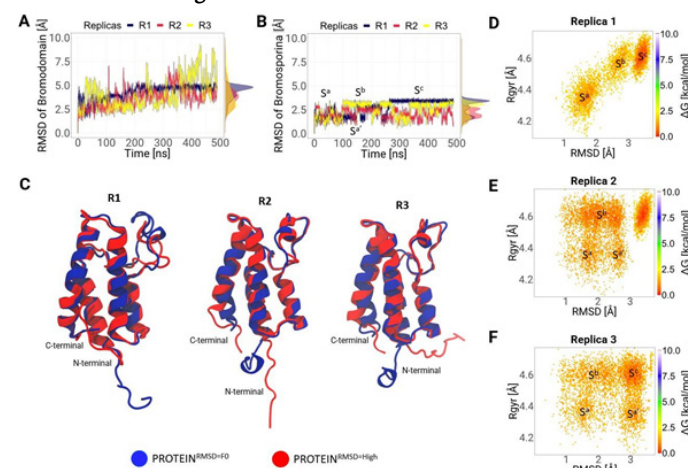 A
Replicas R1 R2 R3
RMSD of Bromodomain [Å]
10.0
7.5
5.0
2.5
0.0
0 100 200 300 400 500
Time [ns]
B
Replicas R1 R2 R3
RMSD of Bromosporina [Å]
10.0
7.5
5.0
2.5
0.0
Sᵃ Sᵇ Sᶜ
Sᵃ'
0 100 200 300 400 500
Time [ns]
C
R1
R2
R3
C-terminal
N-terminal
C-terminal
N-terminal
C-terminal
N-terminal
PROTEINᴿᴹˢᴰ⁼ᶠ⁰ PROTEINᴿᴹˢᴰ⁼ᴴⁱᵍʰ
D
Replica 1
Rgyr [Å]
4.6
4.4
4.2
Sᵃ Sᵇ Sᶜ
1 2 3
RMSD [Å]
10.0
7.5
5.0
2.5
0.0
ΔG [kcal/mol]
E
Replica 2
Rgyr [Å]
4.6
4.4
4.2
Sᵇ
1 2 3
RMSD [Å]
10.0
7.5
5.0
2.5
0.0
ΔG [kcal/mol]
F
Replica 3
Rgyr [Å]
4.6
4.4
4.2
Sᵇ Sᶜ
Sᵃ Sᵃ'
1 2 3
RMSD [Å]
10.0
7.5
5.0
2.5
0.0
ΔG [kcal/mol]